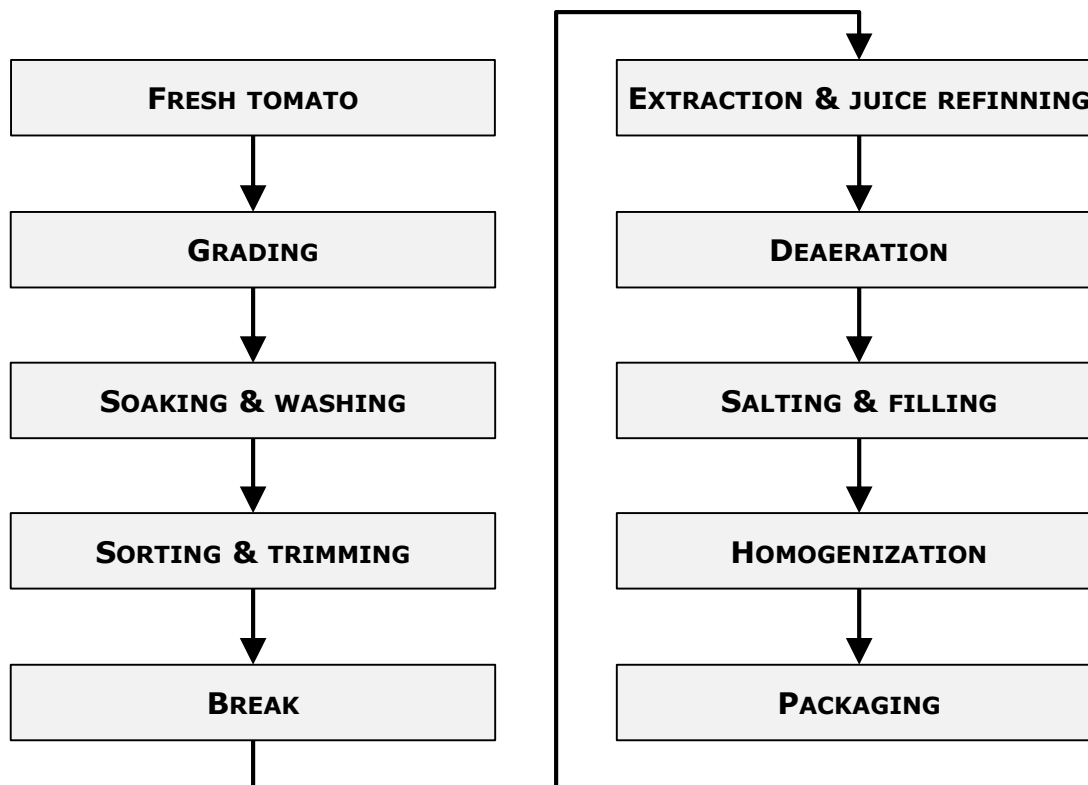 FRESH TOMATO
GRADING
SOAKING & WASHING
SORTING & TRIMMING
BREAK
EXTRACTION & JUICE REFINNING
DEAERATION
SALTING & FILLING
HOMOGENIZATION
PACKAGING